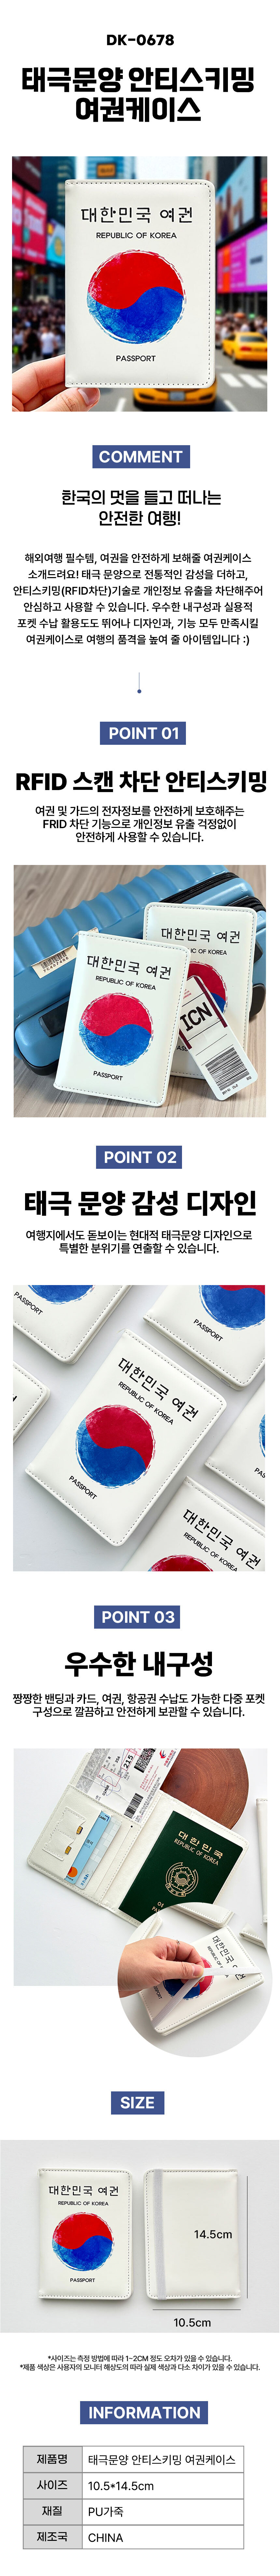 DK-0678
태극문양 안티스키밍
여권케이스
대한민국 여권
REPUBLIC OF KOREA
PASSPORT
COMMENT
한국의 멋을 들고 떠나는
안전한 여행!
해외여행 필수템, 여권을 안전하게 보해줄 여권케이스
소개드려요! 태극 문양으로 전통적인 감성을 더하고,
안티스키밍(RFID차단)기술로 개인정보 유출을 차단해주어
안심하고 사용할 수 있습니다. 우수한 내구성과 실용적
포켓 수납 활용도도 뛰어나 디자인과, 기능 모두 만족시킬
여권케이스로 여행의 품격을 높여 줄 아이템입니다 :)
POINT 01
RFID 스캔 차단 안티스키밍
여권 및 가드의 전자정보를 안전하게 보호해주는
FRID 차단 기능으로 개인정보 유출 걱정없이
안전하게 사용할 수 있습니다.
대한민국 여권
OF KOREA
대한민국 여권
REPUBLIC OF KOREA
PASSPORT
ICN
POINT 02
태극 문양 감성 디자인
여행지에서도 돋보이는 현대적 태극문양 디자인으로
특별한 분위기를 연출할 수 있습니다.
PASSPORT
PASSPORT
대한민국 여권
REPUBLIC OF KOREA
PASSPORT
PAS
대한민국 여권
REPUBLIC OF KOREA
POINT 03
우수한 내구성
짱짱한 밴딩과 카드, 여권, 항공권 수납도 가능한 다중 포켓
구성으로 깔끔하고 안전하게 보관할 수 있습니다.
대한민국
REPUBLIC OF KOREA
대한민국
SIZE
대한민국 여권
REPUBLIC OF KOREA
PASSPORT
14.5cm
10.5cm
*사이즈는 측정 방법에 따라 1~2CM 정도 오차가 있을 수 있습니다.
*제품 색상은 사용자의 모니터 해상도의 따라 실제 색상과 다소 차이가 있을 수 있습니다.
INFORMATION
제품명 태극문양 안티스키밍 여권케이스
사이즈 10.5*14.5cm
재질 PU가죽
제조국 CHINA